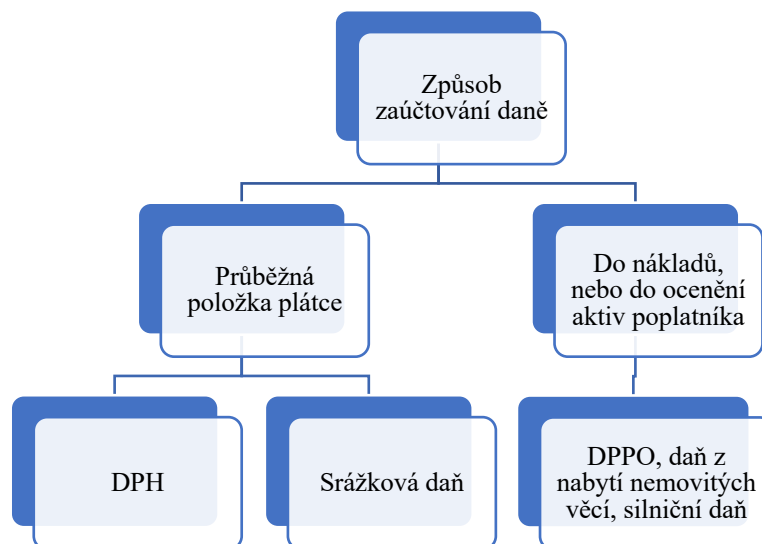 Způsob
zaúčtování daně
Průběžná
položka plátce
Do nákladů,
nebo do ocenění
aktiv poplatníka
DPH
Srážková daň
DPPO, daň z
nabytí nemovitých
věcí, silniční daň